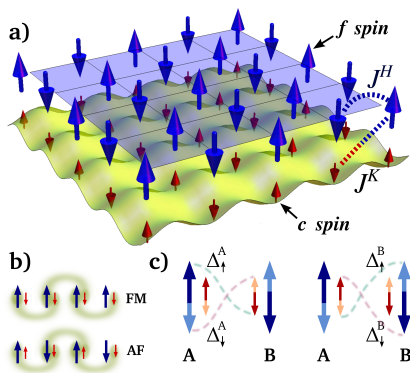 a)
f spin
J^H
J^K
c spin
b)
FM
AF
c)
Δ^A_↑
Δ^A_↓
A B
Δ^B_↑
Δ^B_↓
A B